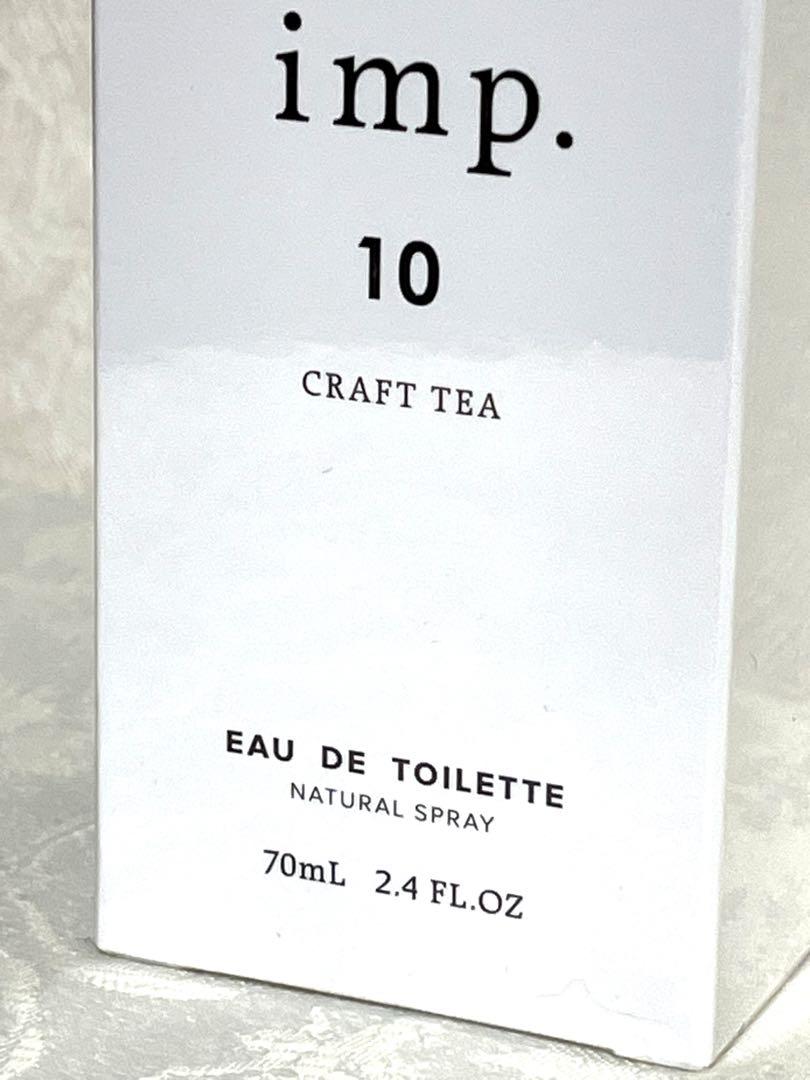 imp.
10
CRAFT TEA
EAU DE TOILETTE
NATURAL SPRAY
70mL 2.4 FL.OZ